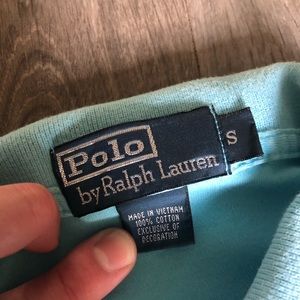 Polo
by Ralph Lauren
S
MADE IN VIETNAM
100% COTTON
EXCLUSIVE OF
DECORATION